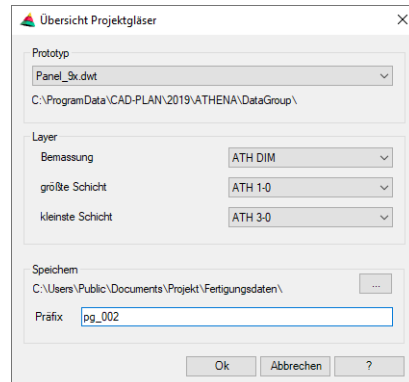 Übersicht Projektgläser
Prototyp
Panel_9x.dwt
C:\ProgramData\CAD-PLAN\2019\ATHENA\DataGroup\
Layer
Bemassung ATH DIM
größte Schicht ATH 1-0
kleinste Schicht ATH 3-0
Speichern
C:\Users\Public\Documents\Projekt\Fertigungsdaten\ ...
Präfix pg_002
Ok Abbrechen ?